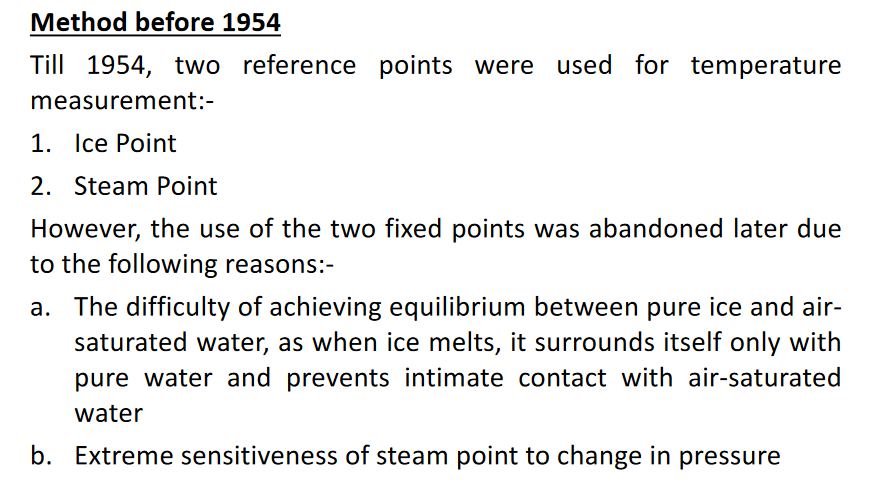 Method before 1954
Till 1954, two reference points were used for temperature
measurement:-
1. Ice Point
2. Steam Point
However, the use of the two fixed points was abandoned later due
to the following reasons:-
a. The difficulty of achieving equilibrium between pure ice and air-
saturated water, as when ice melts, it surrounds itself only with
pure water and prevents intimate contact with air-saturated
water
b. Extreme sensitiveness of steam point to change in pressure